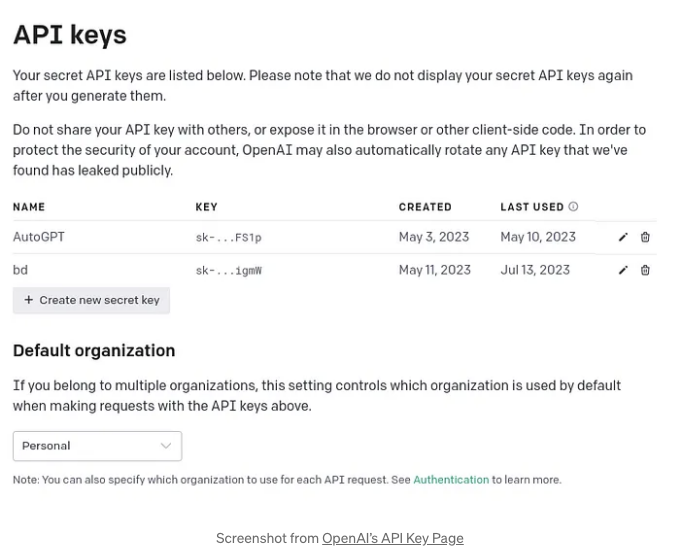 API keys
Your secret API keys are listed below. Please note that we do not display your secret API keys again
after you generate them.
Do not share your API key with others, or expose it in the browser or other client-side code. In order to
protect the security of your account, OpenAI may also automatically rotate any API key that we've
found has leaked publicly.
NAME KEY CREATED LAST USED
AutoGPT sk-...FS1p May 3, 2023 May 10, 2023
bd sk-...igmW May 11, 2023 Jul 13, 2023
+ Create new secret key
Default organization
If you belong to multiple organizations, this setting controls which organization is used by default
when making requests with the API keys above.
Personal
Note: You can also specify which organization to use for each API request. See Authentication to learn more.
Screenshot from OpenAI's API Key Page